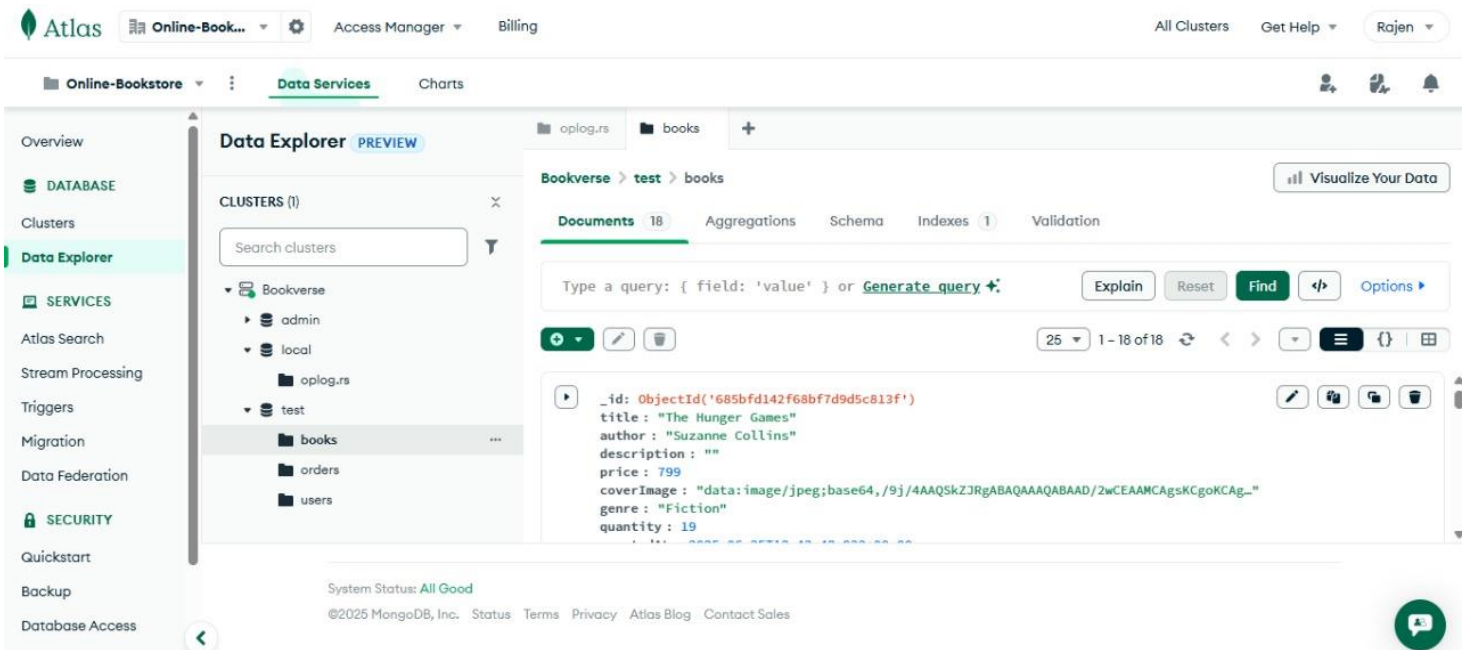 Atlas
Online-Book...
Access Manager
Billing
All Clusters
Get Help
Rajen
Online-Bookstore
Data Services
Charts
Overview
DATABASE
Clusters
Data Explorer
SERVICES
Atlas Search
Stream Processing
Triggers
Migration
Data Federation
SECURITY
Quickstart
Backup
Database Access
Data Explorer PREVIEW
CLUSTERS (1)
Search clusters
Bookverse
admin
local
oplog.rs
test
books
orders
users
oplog.rs
books
Bookverse > test > books
Visualize Your Data
Documents 18
Aggregations
Schema
Indexes 1
Validation
Type a query: { field: 'value' } or Generate query
Explain
Reset
Find
</>
Options
25
1 – 18 of 18
{}
_id: ObjectId('685bfd142f68bf7d9d5c813f')
title : "The Hunger Games"
author : "Suzanne Collins"
description : ""
price : 799
coverImage : "data:image/jpeg;base64,/9j/4AAQSkZJRgABAQAAAQABAAD/2wCEAAMCAgsKCgoKCAg…"
genre : "Fiction"
quantity : 19
System Status: All Good
©2025 MongoDB, Inc. Status Terms Privacy Atlas Blog Contact Sales